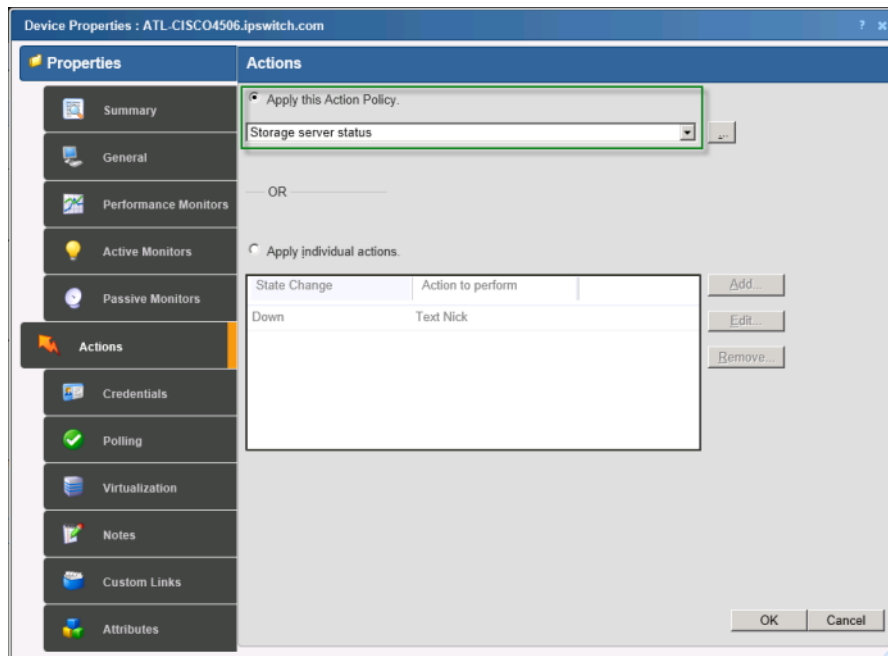 Device Properties : ATL-CISCO4506.ipswitch.com ? ×
Properties
Actions
Summary
General
Performance Monitors
Active Monitors
Passive Monitors
Actions
Credentials
Polling
Virtualization
Notes
Custom Links
Attributes
Apply this Action Policy.
Storage server status
...
OR
Apply individual actions.
State Change Action to perform
Down Text Nick
Add...
Edit...
Remove...
OK Cancel